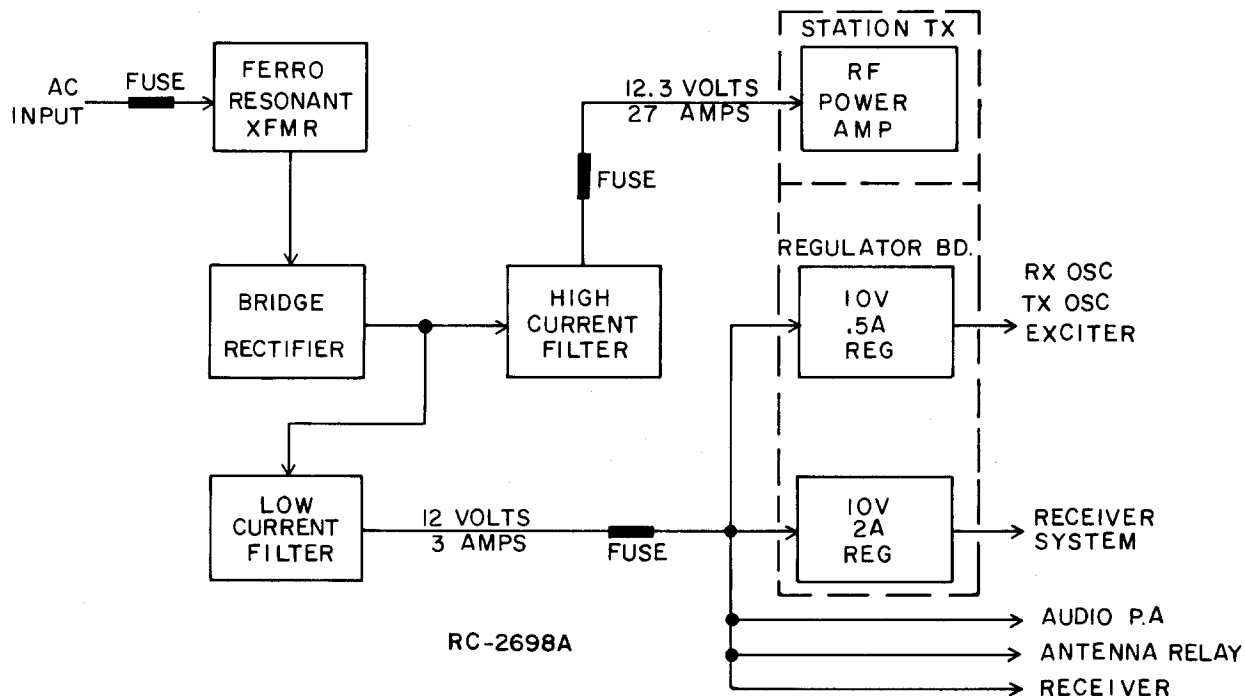 AC
INPUT
FUSE
FERRO
RESONANT
XFMR
12.3 VOLTS
27 AMPS
STATION TX
RF
POWER
AMP
FUSE
BRIDGE
RECTIFIER
HIGH
CURRENT
FILTER
REGULATOR BD.
10V
.5A
REG
RX OSC
TX OSC
EXCITER
LOW
CURRENT
FILTER
12 VOLTS
3 AMPS
FUSE
10V
2A
REG
RECEIVER
SYSTEM
AUDIO P.A
ANTENNA RELAY
RECEIVER
RC-2698A